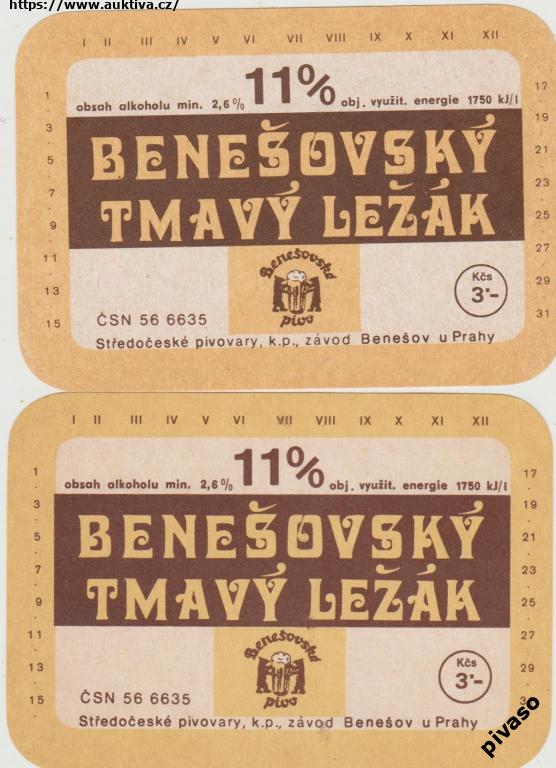 https://www.auktiva.cz/
I II III IV V VI VII VIII IX X XI XII
11%
obsah alkoholu min. 2,6% obj. využit. energie 1750 kJ/l
BENEŠOVSKÝ
TMAVÝ LEŽÁK
1
3
5
7
9
11
13
15
17
19
21
23
25
27
29
31
Benešovské
pivo
Kčs
3·-
ČSN 56 6635
Středočeské pivovary, k.p., závod Benešov u Prahy
I II III IV V VI VII VIII IX X XI XII
11%
obsah alkoholu min. 2,6% obj. využit. energie 1750 kJ/l
BENEŠOVSKÝ
TMAVÝ LEŽÁK
1
3
5
7
9
11
13
15
17
19
21
23
25
27
29
Benešovské
pivo
Kčs
3·-
ČSN 56 6635
Středočeské pivovary, k.p., závod Benešov u Prahy
pivaso